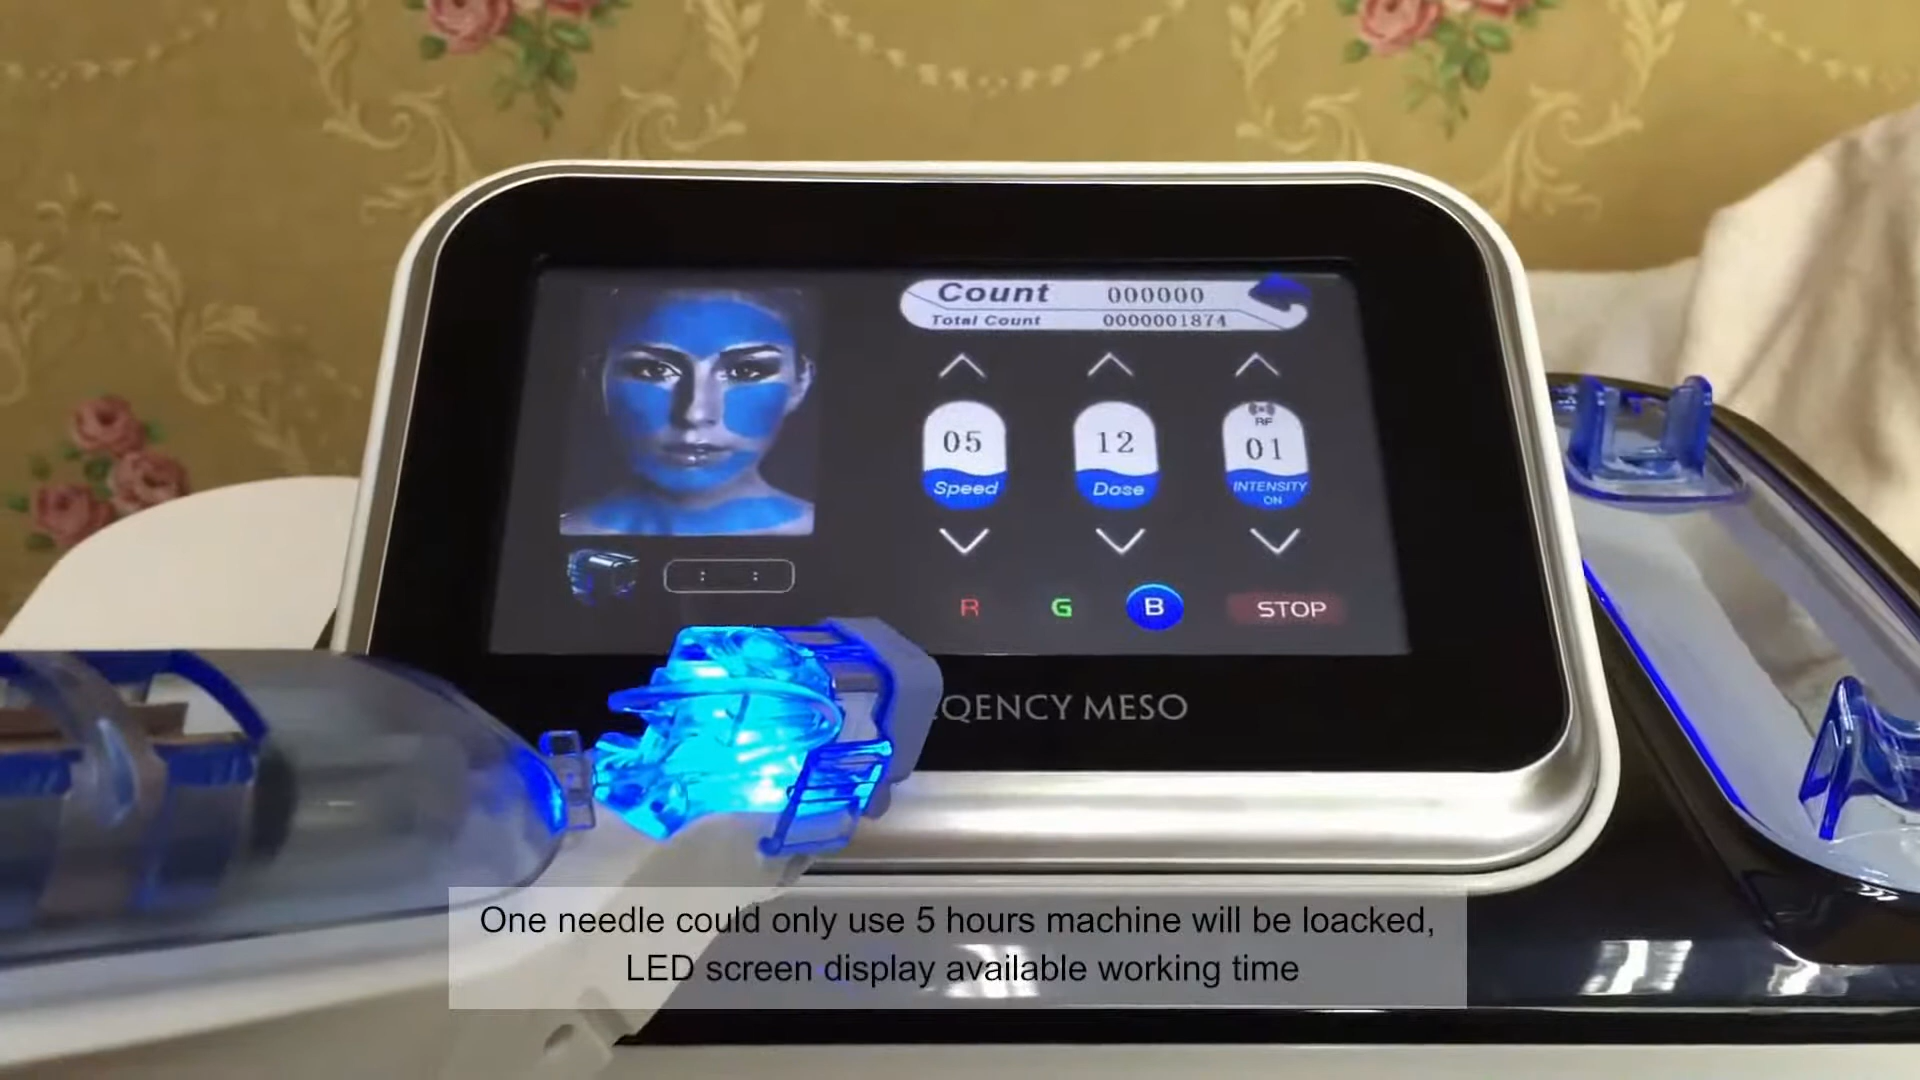 Count 000000
Total Count 0000001874
RF
05 12 01
Speed Dose INTENSITY
ON
: :
R G B STOP
QENCY MESO
One needle could only use 5 hours machine will be loacked,
LED screen display available working time